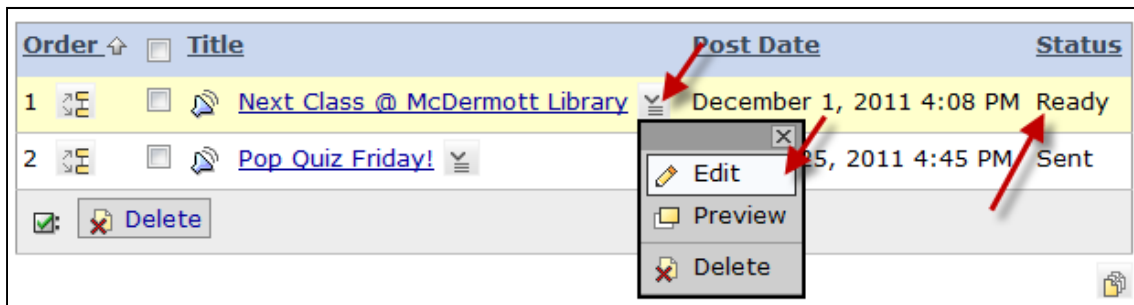 Order Title Post Date Status
1 Next Class @ McDermott Library December 1, 2011 4:08 PM Ready
2 Pop Quiz Friday! 25, 2011 4:45 PM Sent
Edit
Preview
Delete
Delete